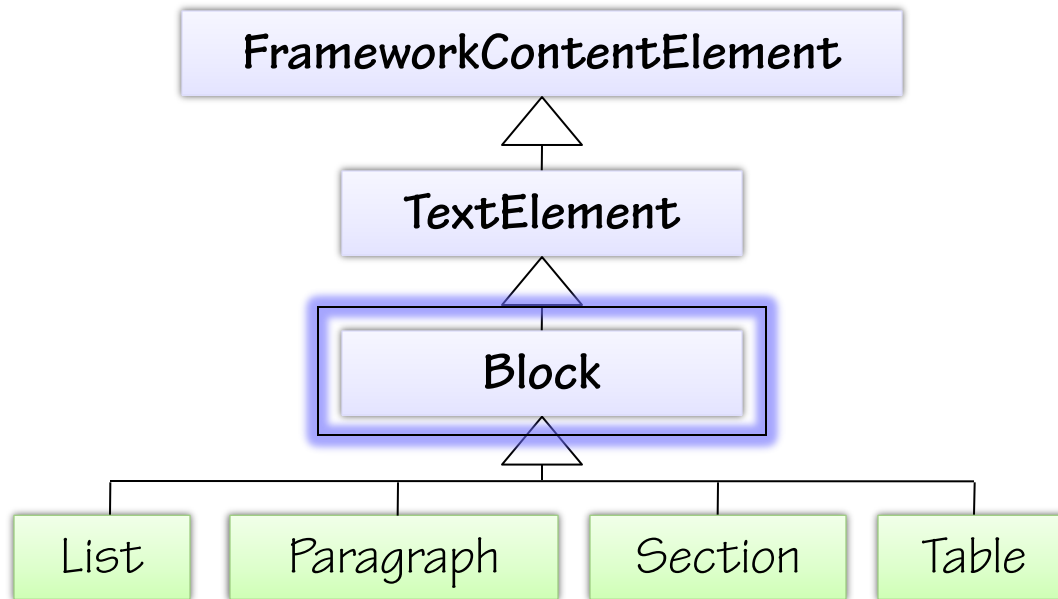 FrameworkContentElement
TextElement
Block
List Paragraph Section Table